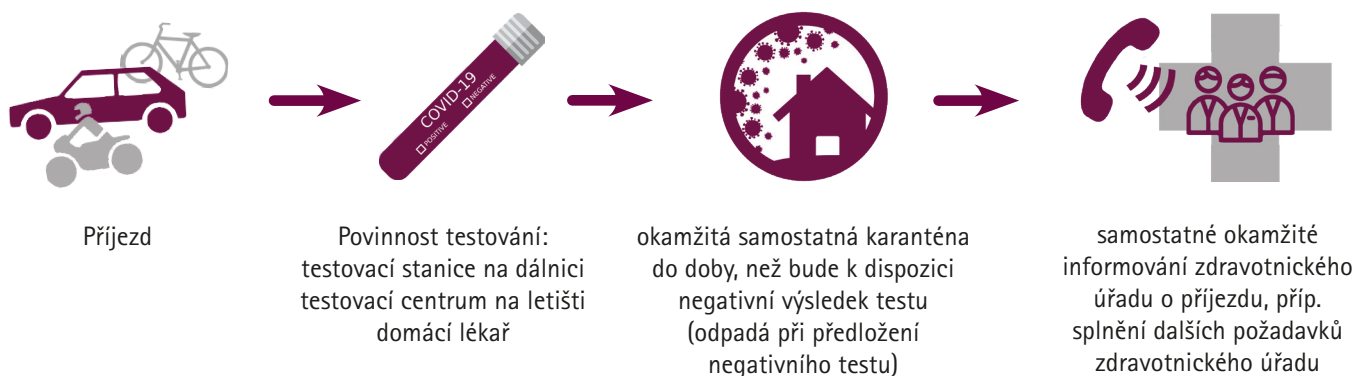 COVID-19
POSITIVE
NEGATIVE
Příjezd
Povinnost testování:
testovací stanice na dálnici
testovací centrum na letišti
domácí lékař
okamžitá samostatná karanténa
do doby, než bude k dispozici
negativní výsledek testu
(odpadá při předložení
negativního testu)
samostatné okamžité
informování zdravotnického
úřadu o příjezdu, příp.
splnění dalších požadavků
zdravotnického úřadu